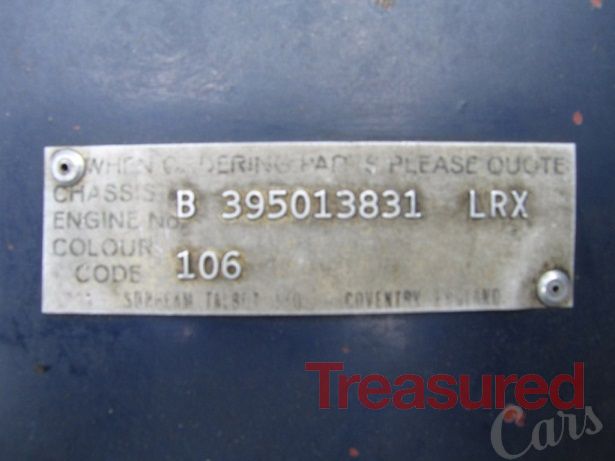 WHEN ORDERING PARTS PLEASE QUOTE
CHASSIS
ENGINE NO. B 395013831 LRX
COLOUR
CODE 106
SUNBEAM TALBOT LTD. COVENTRY ENGLAND
Treasured
Cars